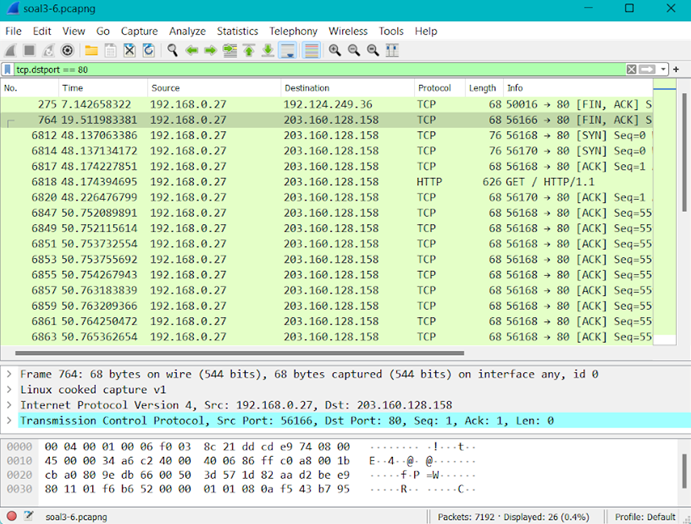 soal3-6.pcapng
File Edit View Go Capture Analyze Statistics Telephony Wireless Tools Help
tcp.dstport == 80
No. Time Source Destination Protocol Length Info
275 7.142658322 192.168.0.27 192.124.249.36 TCP 68 50016 → 80 [FIN, ACK] S
764 19.511983381 192.168.0.27 203.160.128.158 TCP 68 56166 → 80 [FIN, ACK] S
6812 48.137063386 192.168.0.27 203.160.128.158 TCP 76 56168 → 80 [SYN] Seq=0
6814 48.137134172 192.168.0.27 203.160.128.158 TCP 76 56170 → 80 [SYN] Seq=0
6817 48.174227851 192.168.0.27 203.160.128.158 TCP 68 56168 → 80 [ACK] Seq=1
6818 48.174394695 192.168.0.27 203.160.128.158 HTTP 626 GET / HTTP/1.1
6820 48.226476799 192.168.0.27 203.160.128.158 TCP 68 56170 → 80 [ACK] Seq=1
6847 50.752089891 192.168.0.27 203.160.128.158 TCP 68 56168 → 80 [ACK] Seq=55
6849 50.752115614 192.168.0.27 203.160.128.158 TCP 68 56168 → 80 [ACK] Seq=55
6851 50.753732554 192.168.0.27 203.160.128.158 TCP 68 56168 → 80 [ACK] Seq=55
6853 50.753755692 192.168.0.27 203.160.128.158 TCP 68 56168 → 80 [ACK] Seq=55
6855 50.754267943 192.168.0.27 203.160.128.158 TCP 68 56168 → 80 [ACK] Seq=55
6857 50.763183839 192.168.0.27 203.160.128.158 TCP 68 56168 → 80 [ACK] Seq=55
6859 50.763209366 192.168.0.27 203.160.128.158 TCP 68 56168 → 80 [ACK] Seq=55
6861 50.764250472 192.168.0.27 203.160.128.158 TCP 68 56168 → 80 [ACK] Seq=55
6863 50.765362654 192.168.0.27 203.160.128.158 TCP 68 56168 → 80 [ACK] Seq=55
Frame 764: 68 bytes on wire (544 bits), 68 bytes captured (544 bits) on interface any, id 0
Linux cooked capture v1
Internet Protocol Version 4, Src: 192.168.0.27, Dst: 203.160.128.158
Transmission Control Protocol, Src Port: 56166, Dst Port: 80, Seq: 1, Ack: 1, Len: 0
0000 00 04 00 01 00 06 f0 03 8c 21 dd cd e9 74 08 00 ········ ·!···t··
0010 45 00 00 34 a6 c2 40 00 40 06 86 ff c0 a8 00 1b E··4··@· @·······
0020 cb a0 80 9e db 66 00 50 3d 57 1d 82 aa d2 be e9 ·····f·P =W······
0030 80 11 01 f6 b6 52 00 00 01 01 08 0a f5 43 b7 95 ·····R·· ·····C··
soal3-6.pcapng Packets: 7192 · Displayed: 26 (0.4%) Profile: Default